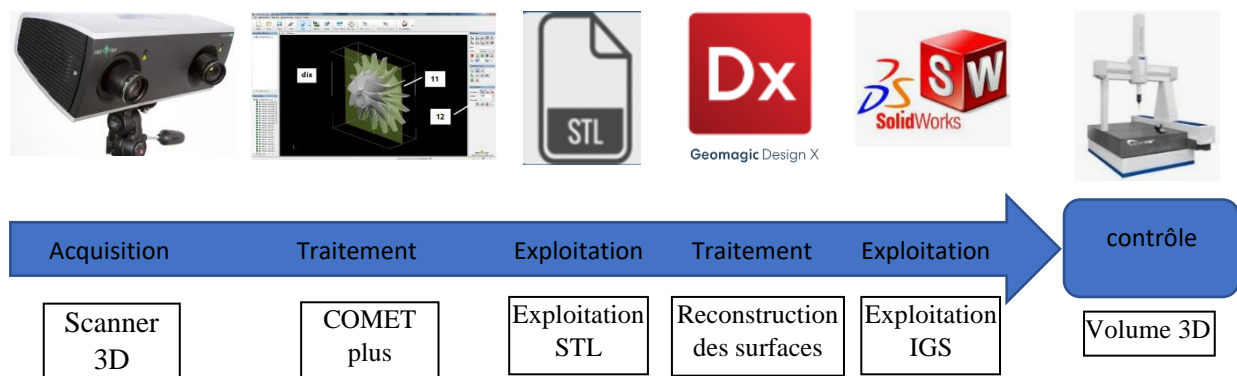 dix
11
12
STL
Dx
Geomagic Design X
S W
SolidWorks
Acquisition
Traitement
Exploitation
Traitement
Exploitation
contrôle
Scanner
3D
COMET
plus
Exploitation
STL
Reconstruction
des surfaces
Exploitation
IGS
Volume 3D